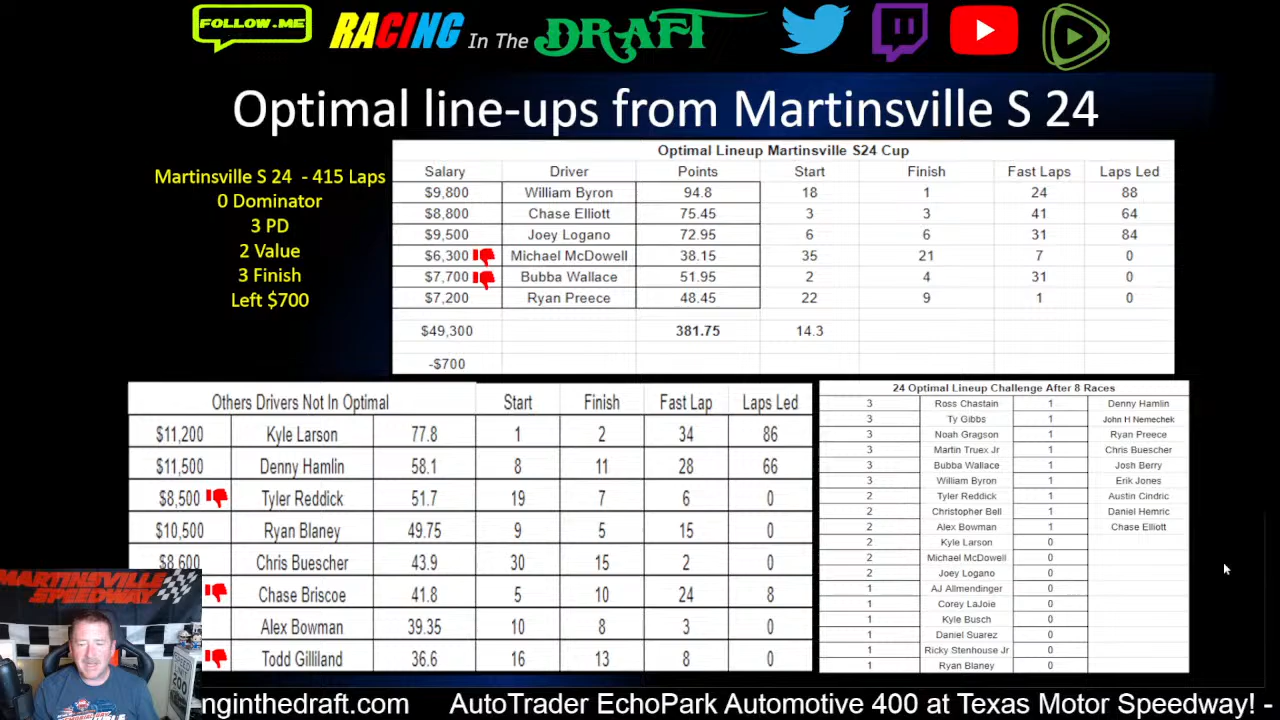 FOLLOW.ME
RACING In The DRAFT
Optimal line-ups from Martinsville S 24
Martinsville S 24 - 415 Laps
0 Dominator
3 PD
2 Value
3 Finish
Left $700
Optimal Lineup Martinsville S24 Cup
Salary Driver Points Start Finish Fast Laps Laps Led
$9,800 William Byron 94.8 18 1 24 88
$8,800 Chase Elliott 75.45 3 3 41 64
$9,500 Joey Logano 72.95 6 6 31 84
$6,300 Michael McDowell 38.15 35 21 7 0
$7,700 Bubba Wallace 51.95 2 4 31 0
$7,200 Ryan Preece 48.45 22 9 1 0
$49,300 381.75 14.3
-$700
Others Drivers Not In Optimal Start Finish Fast Lap Laps Led
$11,200 Kyle Larson 77.8 1 2 34 86
$11,500 Denny Hamlin 58.1 8 11 28 66
$8,500 Tyler Reddick 51.7 19 7 6 0
$10,500 Ryan Blaney 49.75 9 5 15 0
$8,600 Chris Buescher 43.9 30 15 2 0
Chase Briscoe 41.8 5 10 24 8
Alex Bowman 39.35 10 8 3 0
Todd Gilliland 36.6 16 13 8 0
24 Optimal Lineup Challenge After 8 Races
3 Ross Chastain 1 Denny Hamlin
3 Ty Gibbs 1 John H Nemechek
3 Noah Gragson 1 Ryan Preece
3 Martin Truex Jr 1 Chris Buescher
3 Bubba Wallace 1 Josh Berry
3 William Byron 1 Erik Jones
2 Tyler Reddick 1 Austin Cindric
2 Christopher Bell 1 Daniel Hemric
2 Alex Bowman 1 Chase Elliott
2 Kyle Larson 0
2 Michael McDowell 0
2 Joey Logano 0
1 AJ Allmendinger 0
1 Corey LaJoie 0
1 Kyle Busch 0
1 Daniel Suarez 0
1 Ricky Stenhouse Jr 0
1 Ryan Blaney 0
MARTINSVILLE
SPEEDWAY
nginthedraft.com AutoTrader EchoPark Automotive 400 at Texas Motor Speedway! -